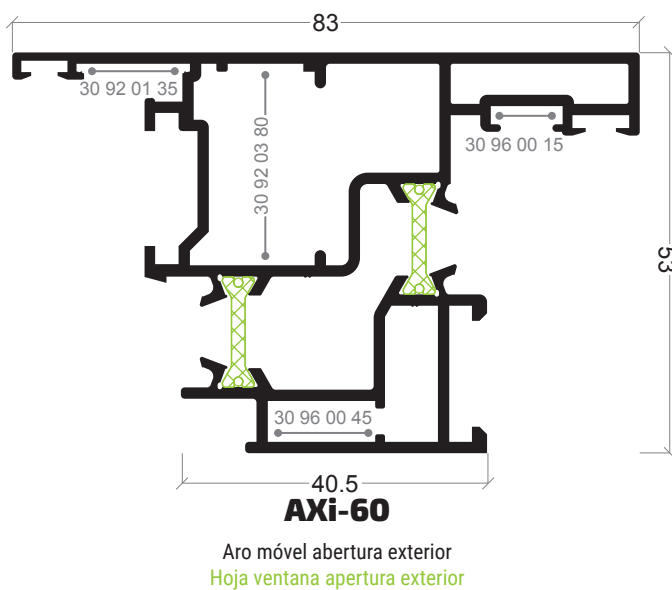 83
30 92 01 35
30 92 03 80
30 96 00 15
53
30 96 00 45
40.5
AXi-60
Aro móvel abertura exterior
Hoja ventana apertura exterior